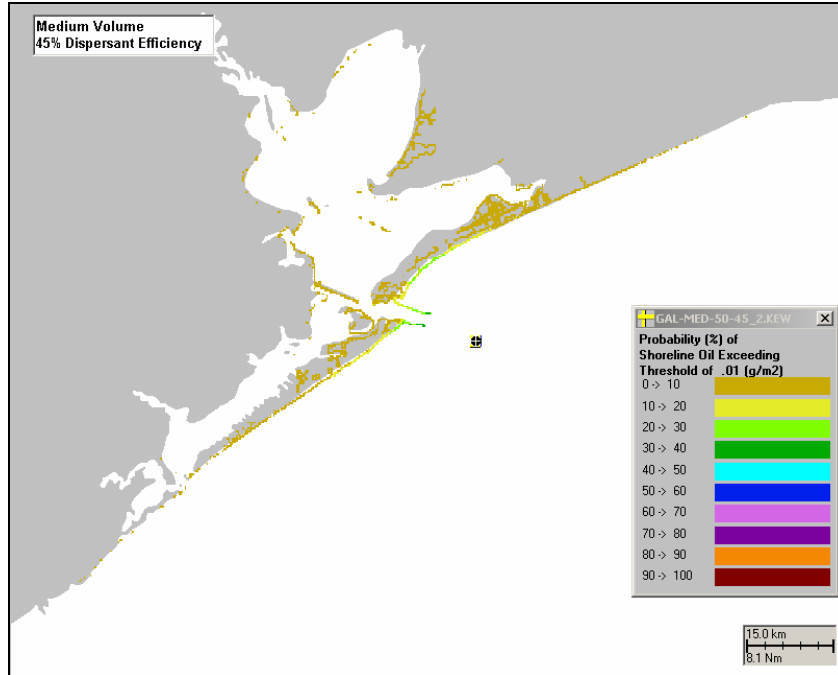 Medium Volume
45% Dispersant Efficiency
GAL-MED-50-45_2.KEW
Probability (%) of
Shoreline Oil Exceeding
Threshold of .01 (g/m2)
0 -> 10
10 -> 20
20 -> 30
30 -> 40
40 -> 50
50 -> 60
60 -> 70
70 -> 80
80 -> 90
90 -> 100
15.0 km
8.1 Nm